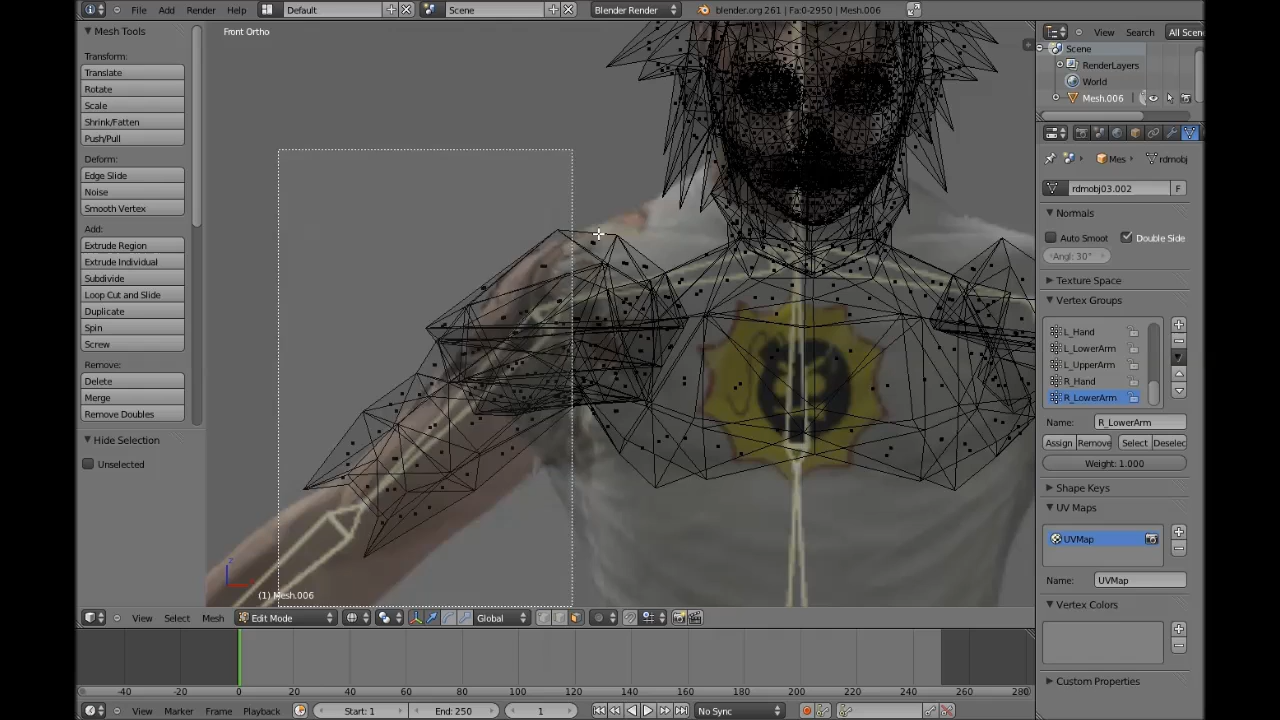 File Add Render Help Default Scene Blender Render blender.org 261 | Fa:0-2950 | Mesh.006
Mesh Tools
Front Ortho
View Search All Scen
Transform:
Translate
Rotate
Scale
Shrink/Fatten
Push/Pull
Deform:
Edge Slide
Noise
Smooth Vertex
Add:
Extrude Region
Extrude Individual
Subdivide
Loop Cut and Slide
Duplicate
Spin
Screw
Remove:
Delete
Merge
Remove Doubles
Hide Selection
Unselected
Scene
RenderLayers
World
Mesh.006
Mes rdmobj
rdmobj03.002 F
Normals
Auto Smoot Double Side
Angl: 30°
Texture Space
Vertex Groups
L_Hand
L_LowerArm
L_UpperArm
R_Hand
R_LowerArm
Name: R_LowerArm
Assign Remove Select Deselec
Weight: 1.000
Shape Keys
UV Maps
UVMap
Name: UVMap
Vertex Colors
Custom Properties
z
(1) Mesh.006
View Select Mesh Edit Mode Global
-40 -20 0 20 40 60 80 100 120 140 160 180 200 220 240 260 280
View Marker Frame Playback Start: 1 End: 250 1 No Sync